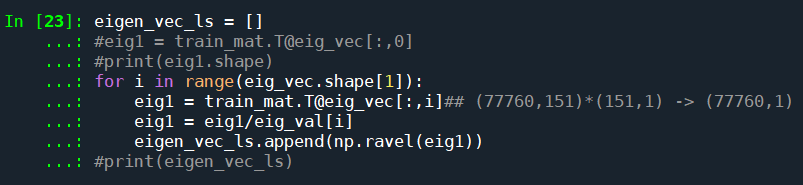 In [23]: eigen_vec_ls = []
    ...: #eig1 = train_mat.T@eig_vec[:,0]
    ...: #print(eig1.shape)
    ...: for i in range(eig_vec.shape[1]):
    ...:     eig1 = train_mat.T@eig_vec[:,i]## (77760,151)*(151,1) -> (77760,1)
    ...:     eig1 = eig1/eig_val[i]
    ...:     eigen_vec_ls.append(np.ravel(eig1))
    ...: #print(eigen_vec_ls)